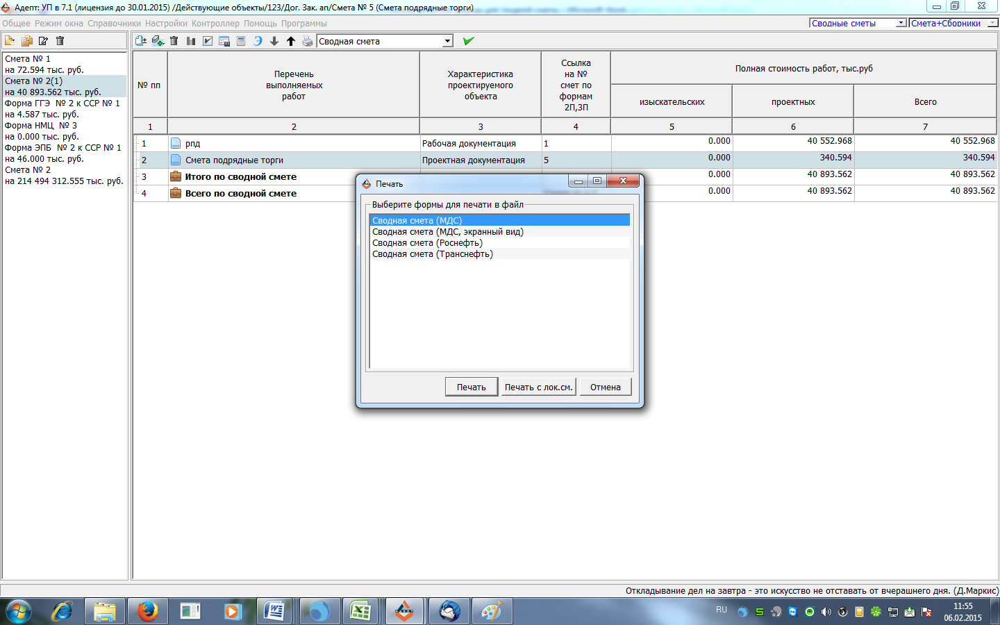 Адепт: УП в 7.1 (лицензия до 30.01.2015) /Действующие объекты/123/Дог. Зак. ап/Смета № 5 (Смета подрядные торги)
Общее Режим окна Справочники Настройки Контроллер Помощь Программы
Сводные сметы
Смета+Сборники
Сводная смета
Смета № 1
на 72.594 тыс. руб.
Смета № 2(1)
на 40 893.562 тыс. руб.
Форма ГГЭ № 2 к ССР № 1
на 4.587 тыс. руб.
Форма НМЦ № 3
на 0.000 тыс. руб.
Форма ЭПБ № 2 к ССР № 1
на 46.000 тыс. руб.
Смета № 2
на 214 494 312.555 тыс. руб.
№ пп
Перечень
выполняемых
работ
Характеристика
проектируемого
объекта
Ссылка
на №
смет по
формам
2П,3П
Полная стоимость работ, тыс.руб
изыскательских
проектных
Всего
1 2 3 4 5 6 7
1 рпд Рабочая документация 1 0.000 40 552.968 40 552.968
2 Смета подрядные торги Проектная документация 5 0.000 340.594 340.594
3 Итого по сводной смете 0.000 40 893.562 40 893.562
4 Всего по сводной смете 0.000 40 893.562 40 893.562
Печать
Выберите формы для печати в файл
Сводная смета (МДС)
Сводная смета (МДС, экранный вид)
Сводная смета (Роснефть)
Сводная смета (Транснефть)
Печать
Печать с лок.см.
Отмена
Откладывание дел на завтра - это искусство не отставать от вчерашнего дня. (Д.Маркис)
RU
11:55
06.02.2015